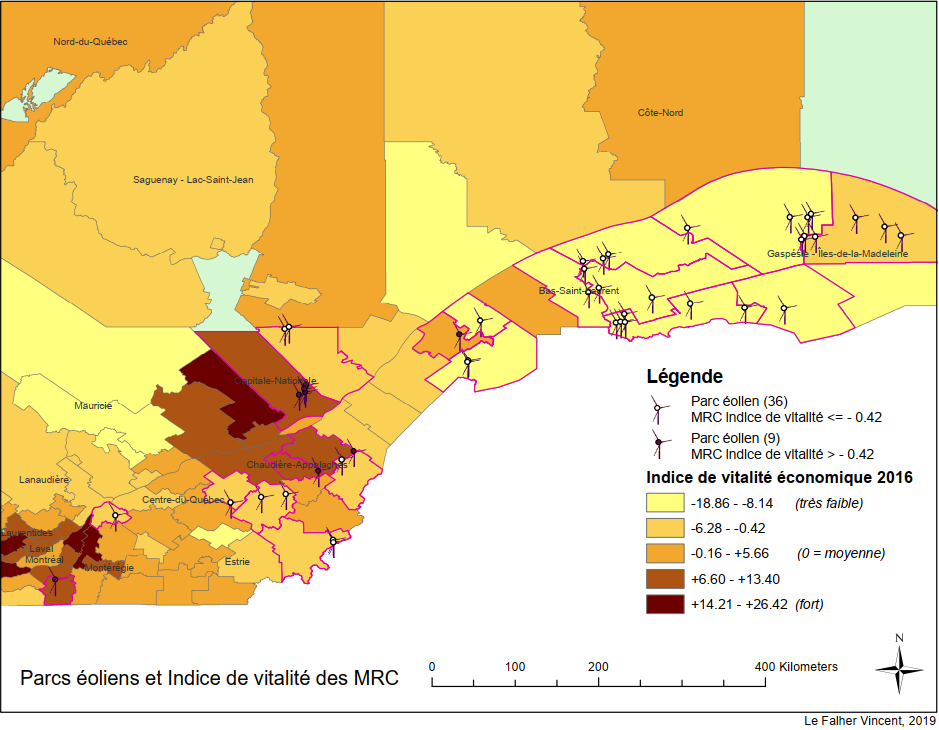 Nord-du-Québec
Côte-Nord
Saguenay - Lac-Saint-Jean
Gaspésie - Îles-de-la-Madeleine
Bas-Saint-Laurent
Capitale-Nationale
Mauricie
Chaudière-Appalaches
Lanaudière
Centre-du-Québec
Laurentides
Laval
Montréal
Montérégie
Estrie
Légende
Parc éollen (36)
MRC Indice de vitalité <= - 0.42
Parc éollen (9)
MRC Indice de vitalité > - 0.42
Indice de vitalité économique 2016
-18.86 - -8.14 (très faible)
-6.28 - -0.42
-0.16 - +5.66 (0 = moyenne)
+6.60 - +13.40
+14.21 - +26.42 (fort)
N
0 100 200 400 Kilometers
Parcs éoliens et Indice de vitalité des MRC
Le Falher Vincent, 2019